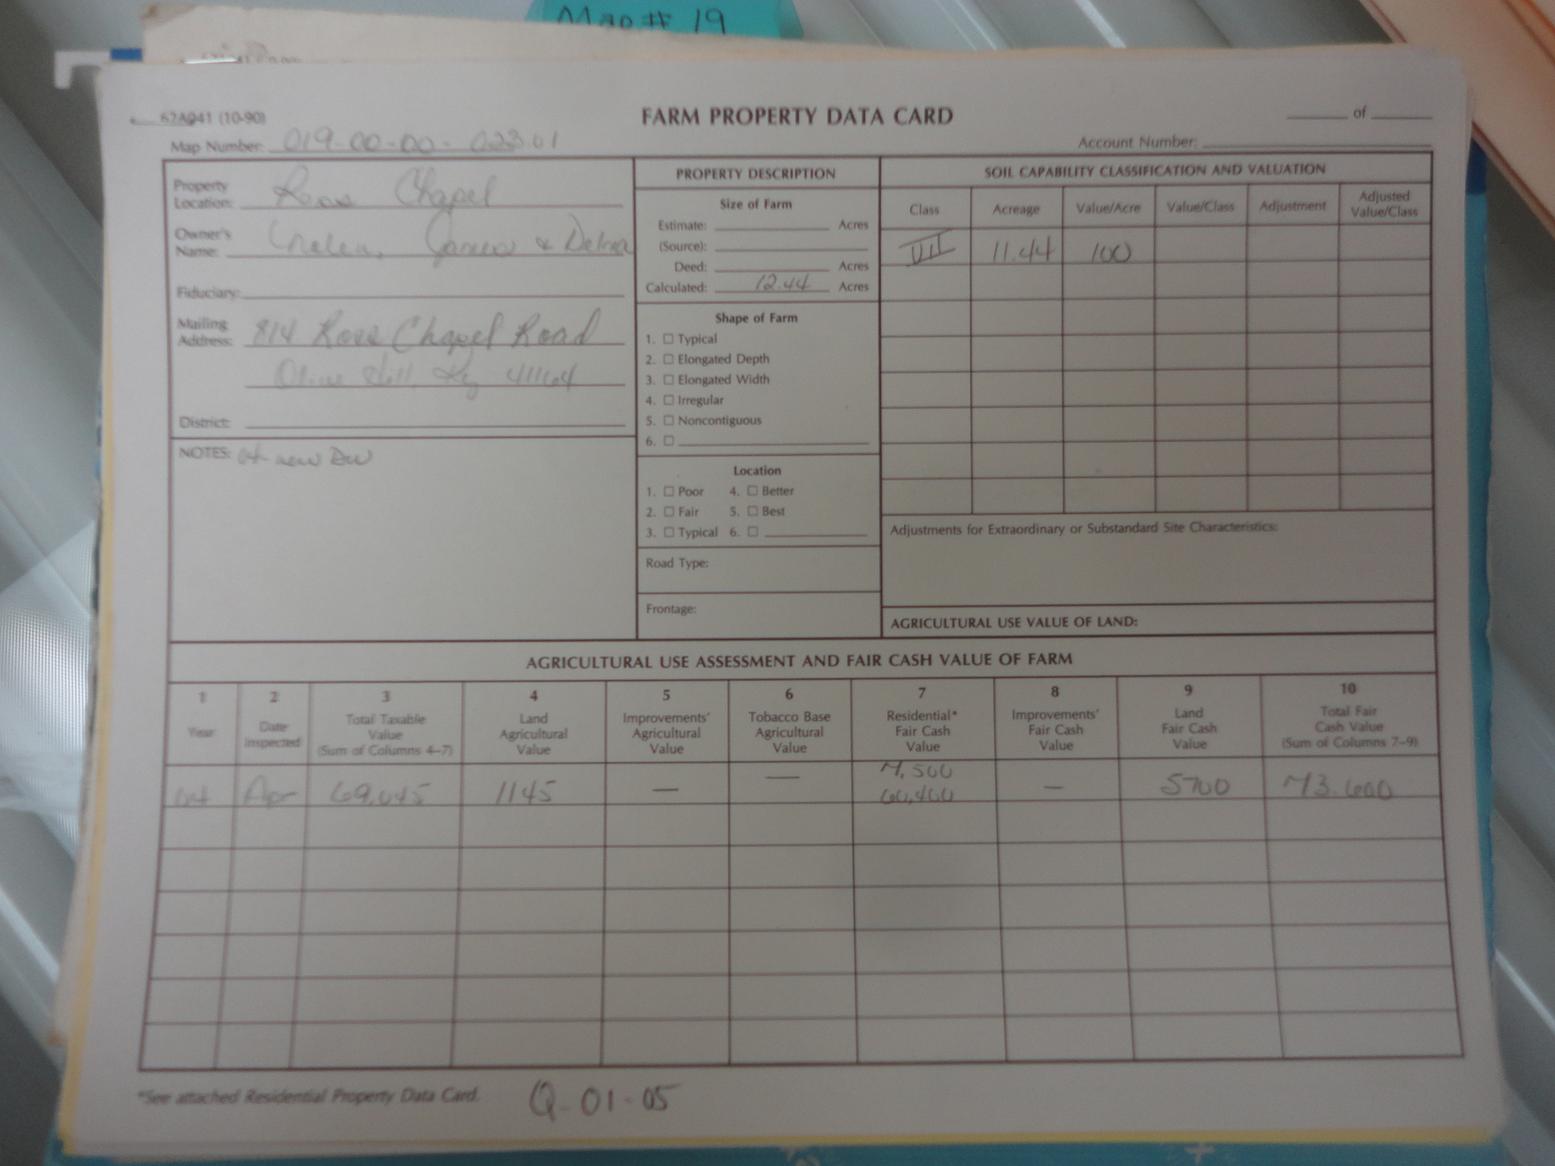 Map # 19
62A041 (10-90)
FARM PROPERTY DATA CARD
of
Map Number: 019-00-00-023.01
Account Number:
Property Location: Rose Chapel
Owner's Name: James & Debra
Fiduciary:
Mailing Address: 814 Rose Chapel Road
Olive Hill, Ky 41164
District:
NOTES: 04 new DW
PROPERTY DESCRIPTION
Size of Farm
Estimate: Acres
(Source):
Deed: Acres
Calculated: 12.44 Acres
Shape of Farm
1. ☐ Typical
2. ☐ Elongated Depth
3. ☐ Elongated Width
4. ☐ Irregular
5. ☐ Noncontiguous
6. ☐
Location
1. ☐ Poor 4. ☐ Better
2. ☐ Fair 5. ☐ Best
3. ☐ Typical 6. ☐
Road Type:
Frontage:
SOIL CAPABILITY CLASSIFICATION AND VALUATION
Class Acreage Value/Acre Value/Class Adjustment Adjusted Value/Class
VII 11.44 100
Adjustments for Extraordinary or Substandard Site Characteristics:
AGRICULTURAL USE VALUE OF LAND:
AGRICULTURAL USE ASSESSMENT AND FAIR CASH VALUE OF FARM
1 2 3 4 5 6 7 8 9 10
Year Date Inspected Total Taxable Value (Sum of Columns 4–7) Land Agricultural Value Improvements' Agricultural Value Tobacco Base Agricultural Value Residential* Fair Cash Value Improvements' Fair Cash Value Land Fair Cash Value Total Fair Cash Value (Sum of Columns 7–9)
7,500
04 Apr 69,045 1145 — — 60,400 — 5700 73,600
*See attached Residential Property Data Card.
Q-01-05